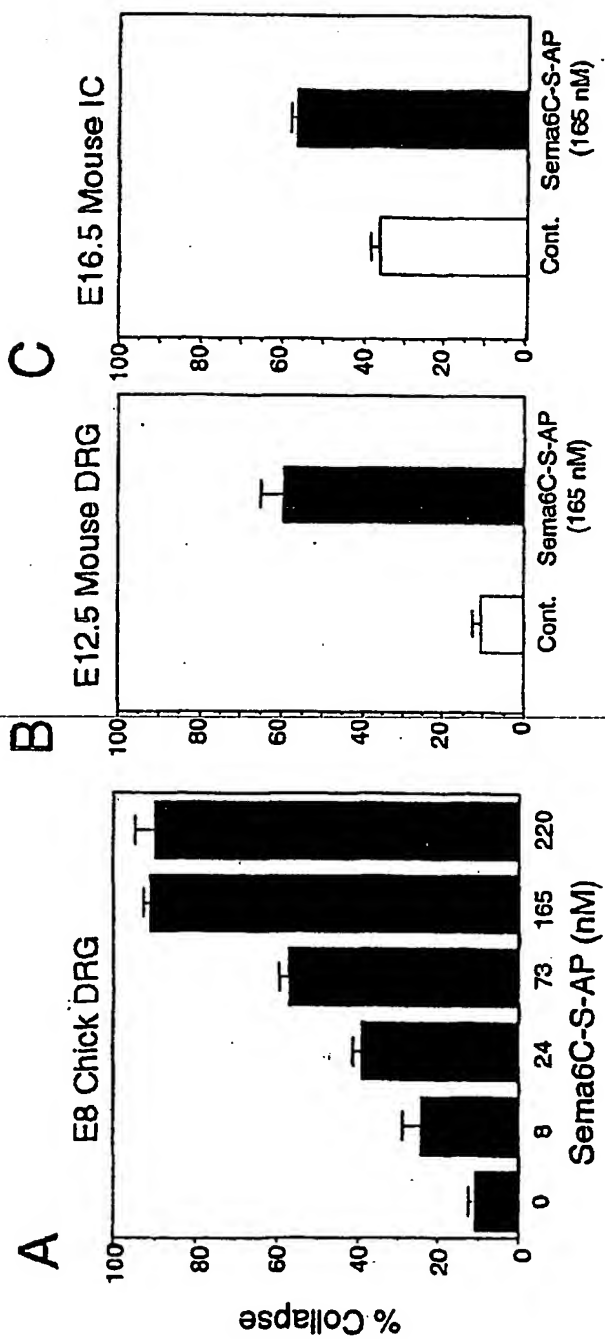 A
E8 Chick DRG
% Collapse
100
80
60
40
20
0
0 8 24 73 165 220
Sema6C-S-AP (nM)
B
E12.5 Mouse DRG
100
80
60
40
20
0
Cont. Sema6C-S-AP
(165 nM)
C
E16.5 Mouse IC
100
80
60
40
20
0
Cont. Sema6C-S-AP
(165 nM)